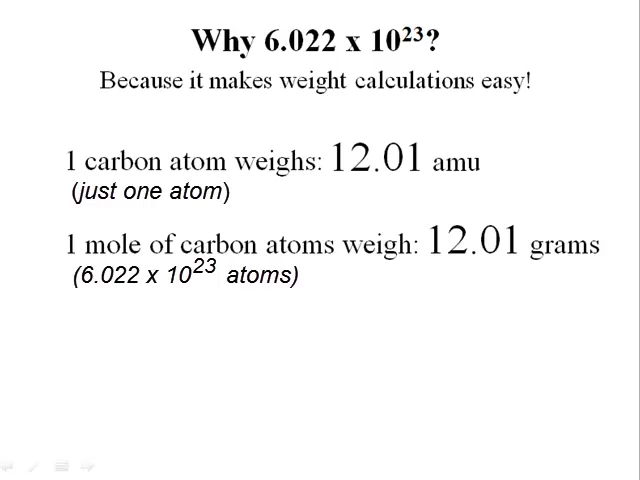 Why 6.022 x 10²³?
Because it makes weight calculations easy!
1 carbon atom weighs: 12.01 amu
(just one atom)
1 mole of carbon atoms weigh: 12.01 grams
(6.022 x 10²³ atoms)